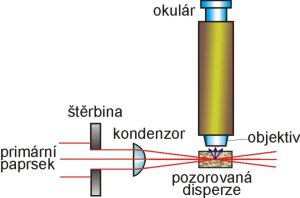 okulár
štěrbina
kondenzor
objektiv
primární
paprsek
pozorovaná
disperze